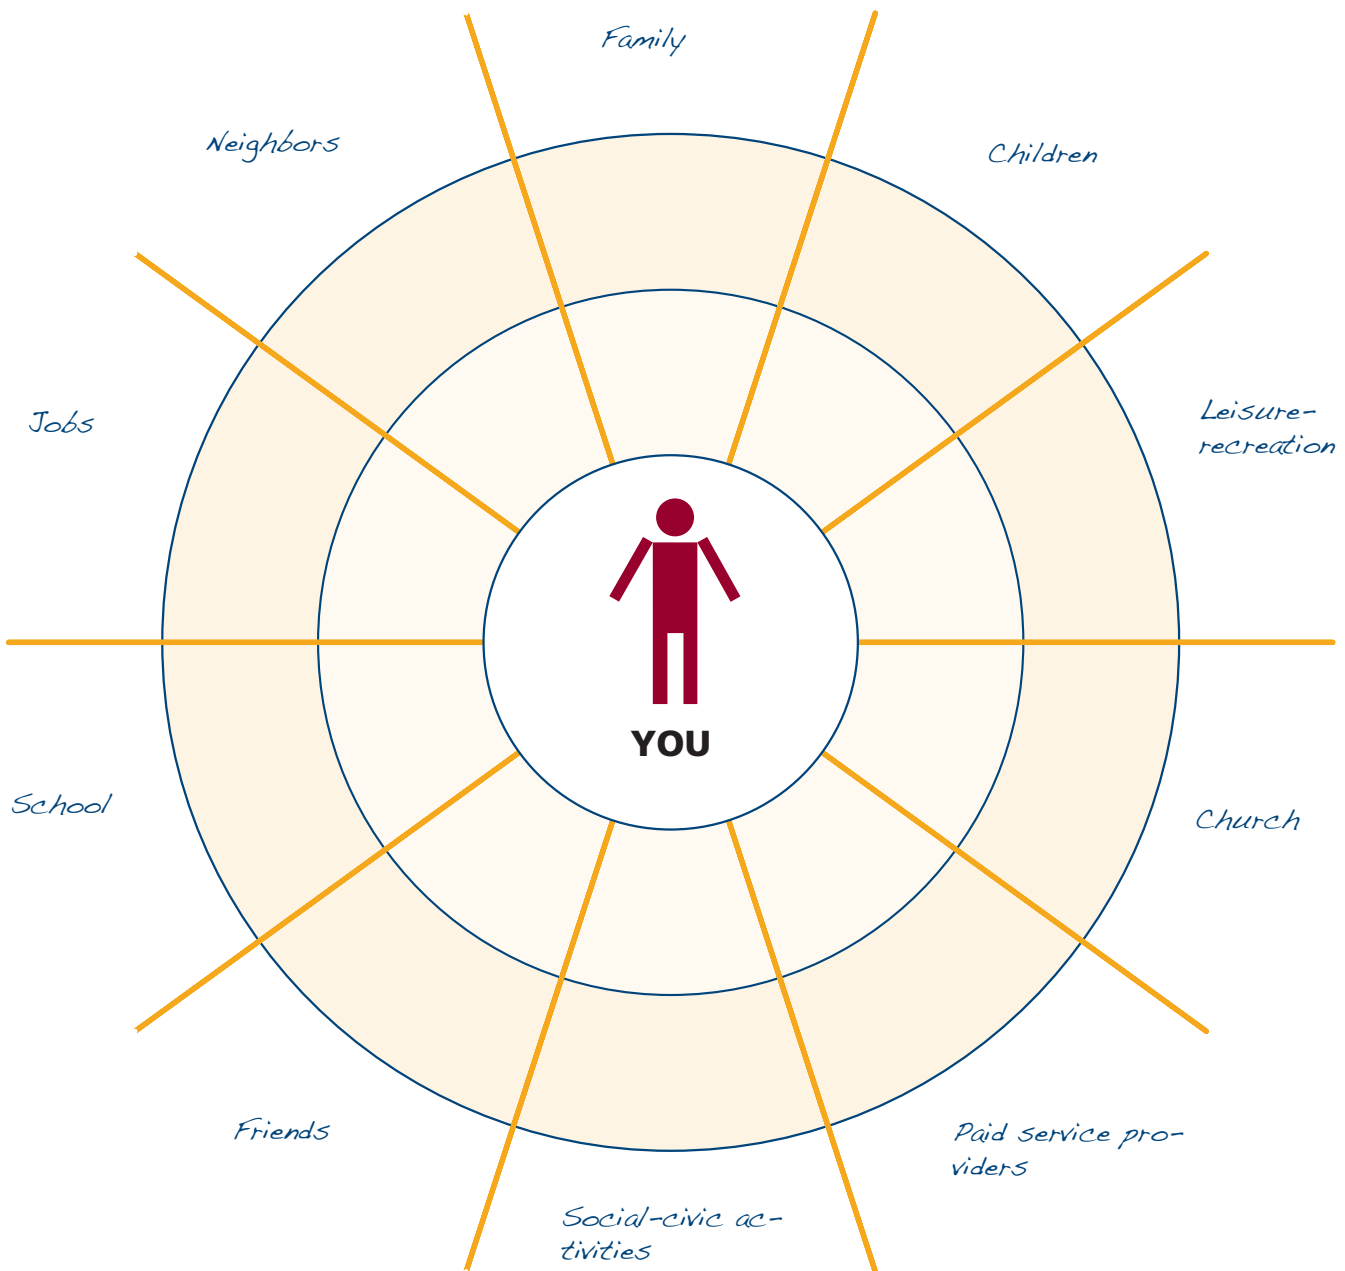 Family
Neighbors
Children
Jobs
Leisure-
recreation
YOU
School
Church
Friends
Paid service pro-
viders
Social-civic ac-
tivities